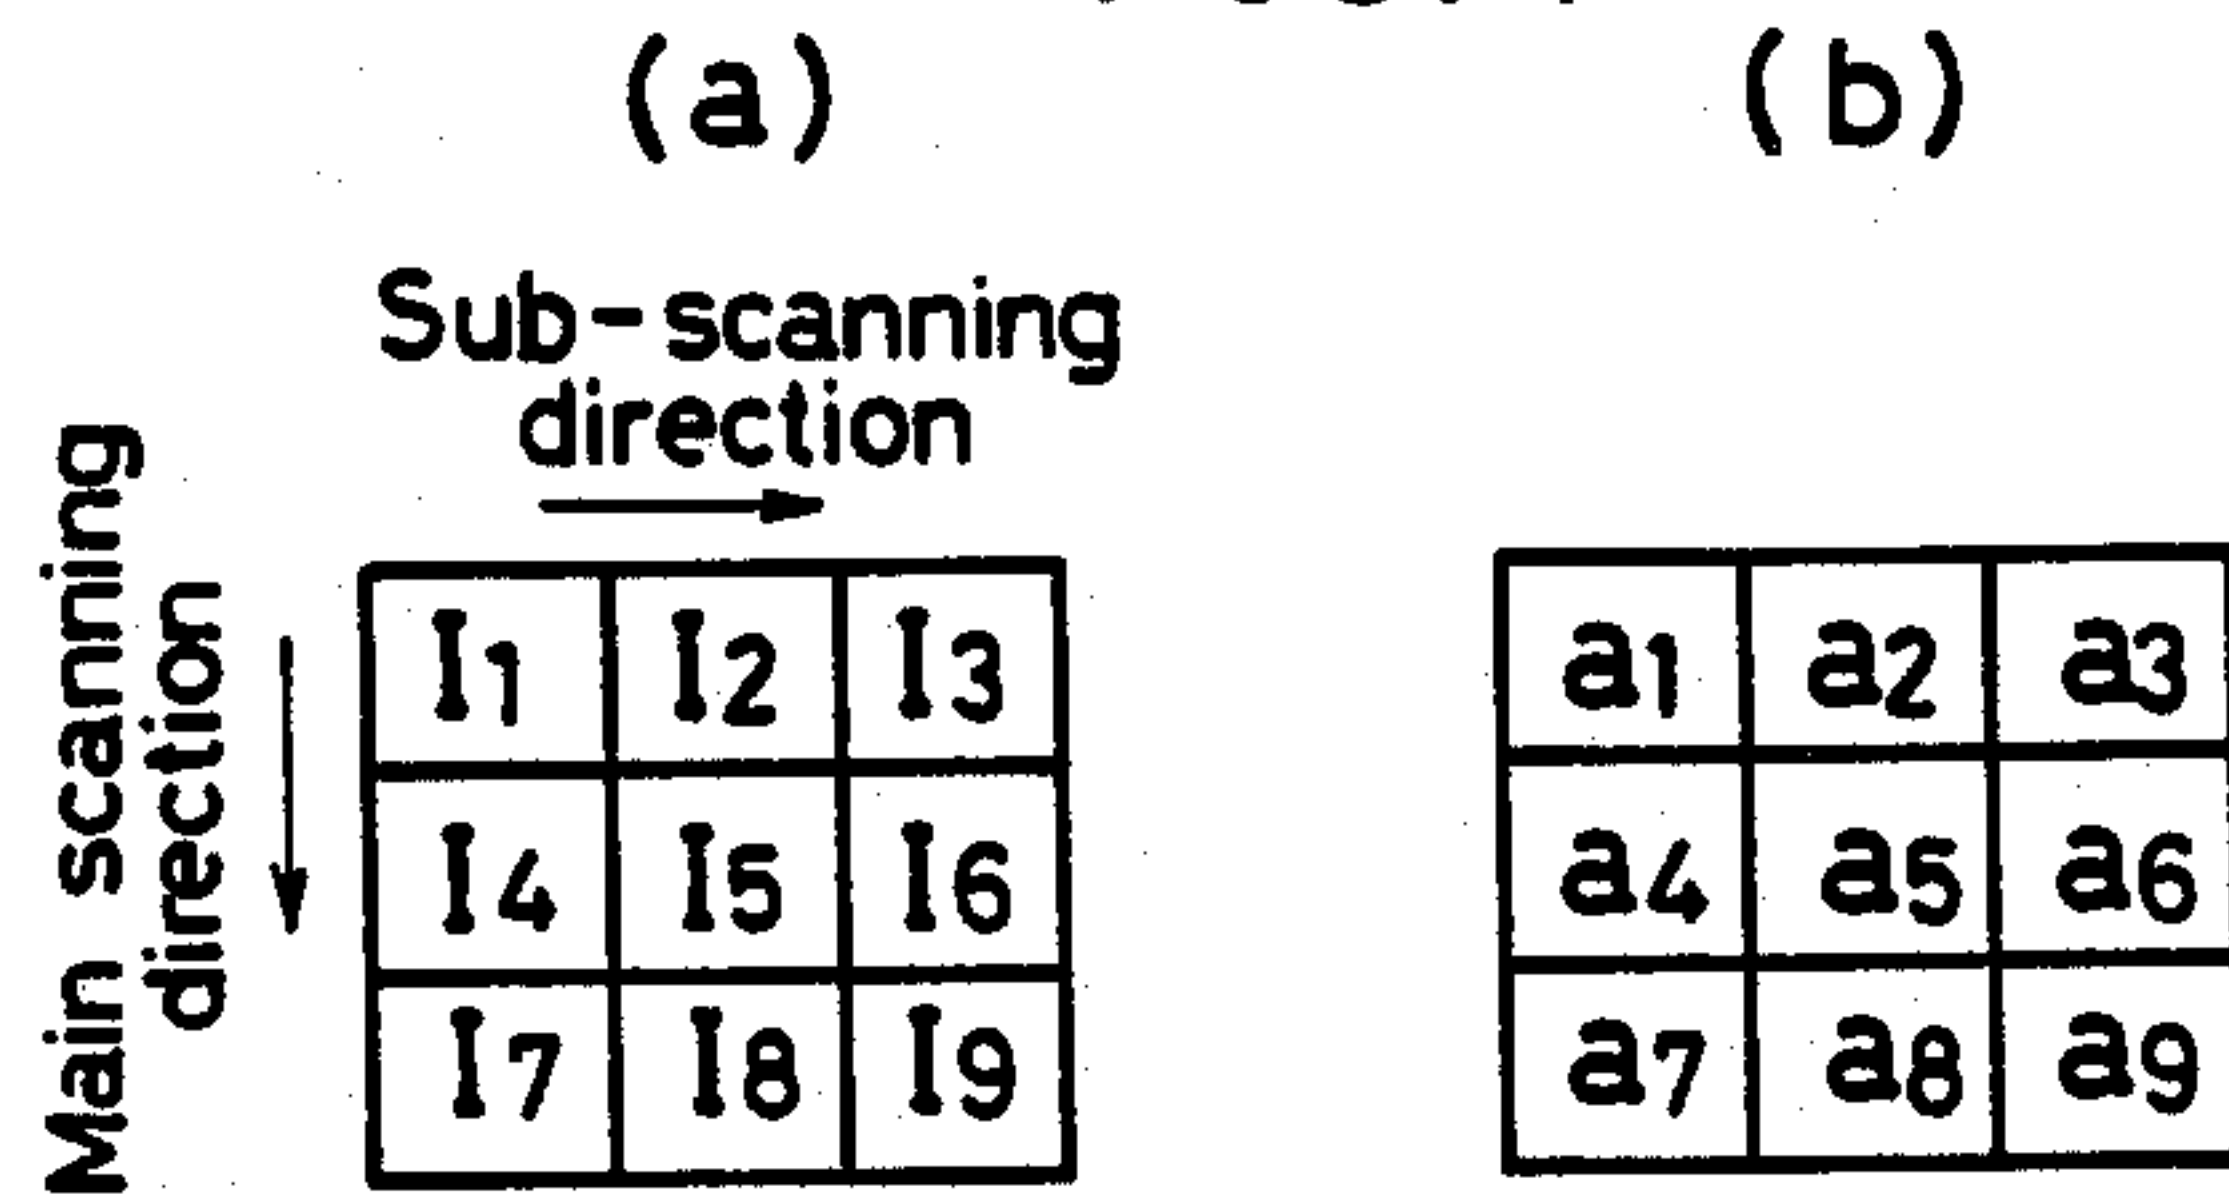 (a)
(b)
Sub-scanning
direction
Main scanning
direction
I1 I2 I3
I4 I5 I6
I7 I8 I9
a1 a2 a3
a4 a5 a6
a7 a8 a9